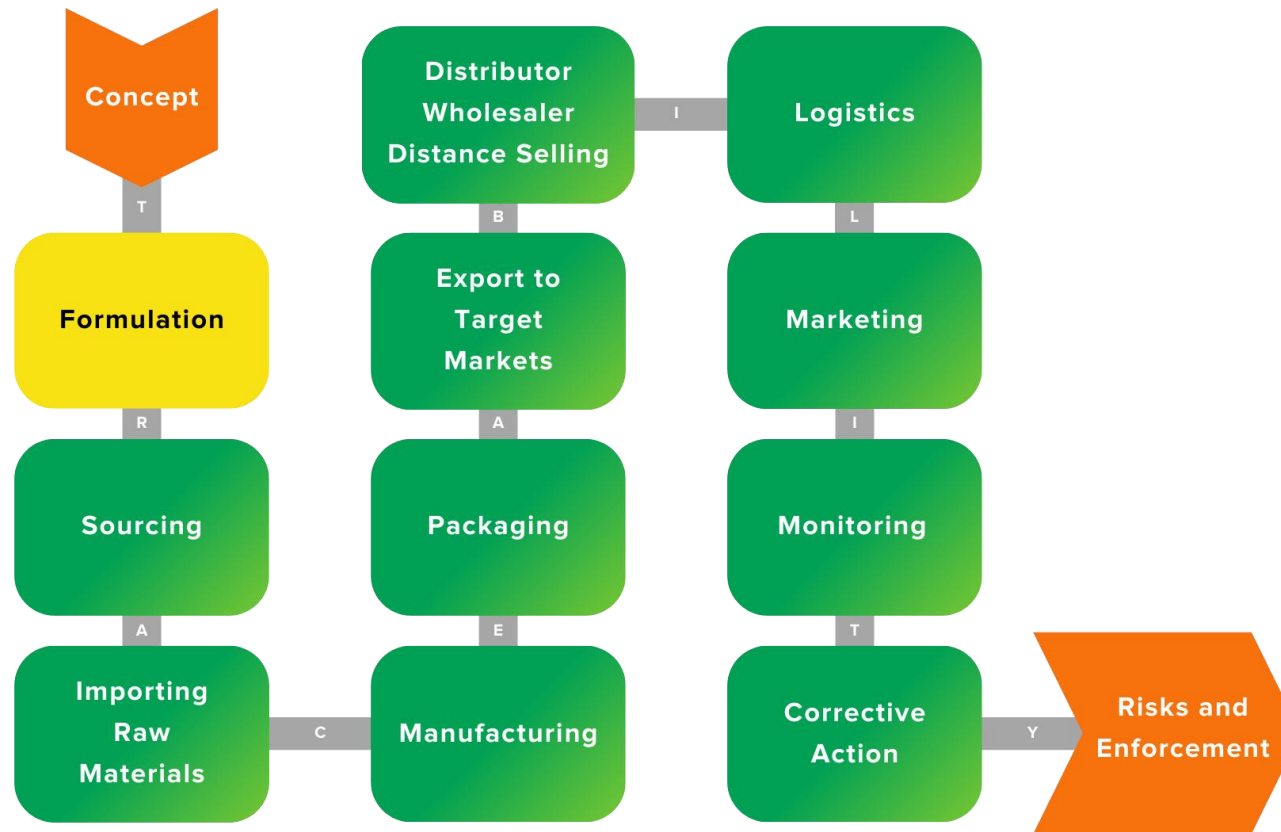 Concept
T
Formulation
R
Sourcing
A
Importing
Raw
Materials
C
Manufacturing
E
Packaging
A
Export to
Target
Markets
B
Distributor
Wholesaler
Distance Selling
I
Logistics
L
Marketing
I
Monitoring
T
Corrective
Action
Y
Risks and
Enforcement